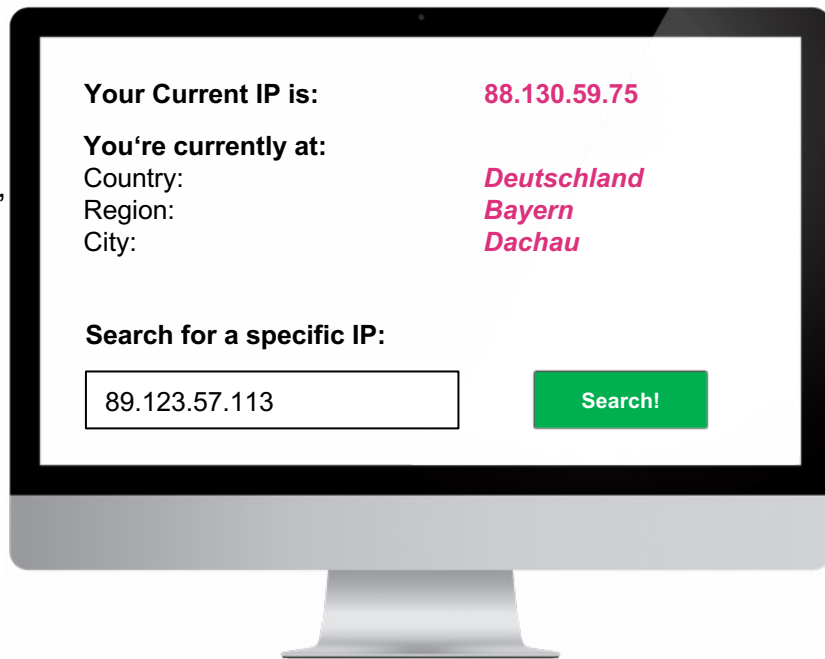 Your Current IP is: 88.130.59.75
You‘re currently at:
Country: Deutschland
,
Region: Bayern
City: Dachau
Search for a specific IP:
89.123.57.113 Search!